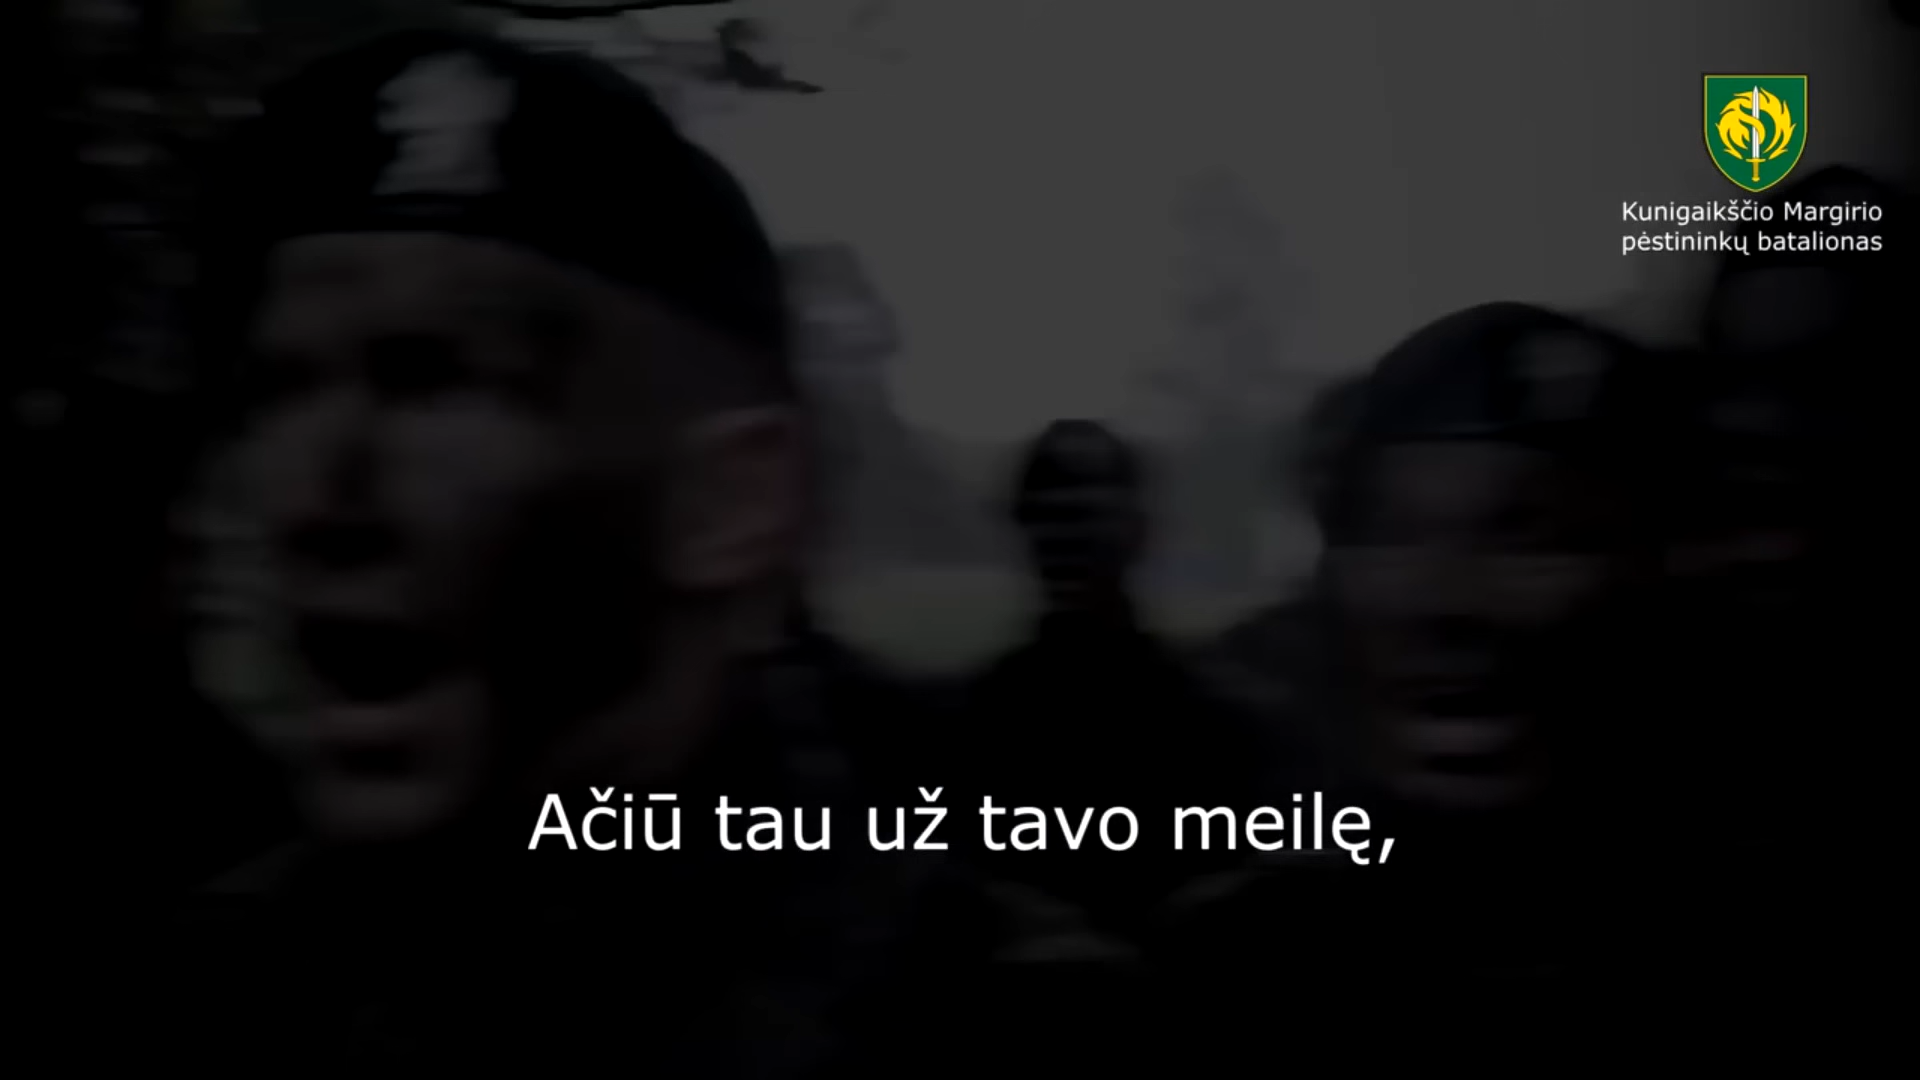 Kunigaikščio Margirio
pėstininkų batalionas
Ačiū tau už tavo meilę,